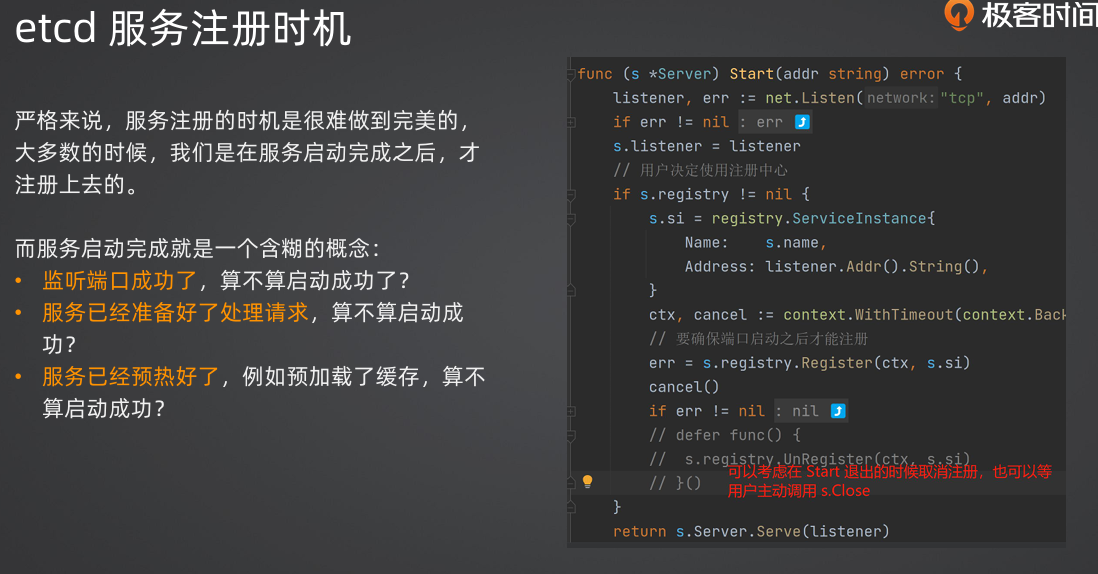 etcd 服务注册时机
极客时间
严格来说，服务注册的时机是很难做到完美的，
大多数的时候，我们是在服务启动完成之后，才
注册上去的。
而服务启动完成就是一个含糊的概念：
• 监听端口成功了，算不算启动成功了？
• 服务已经准备好了处理请求，算不算启动成
功？
• 服务已经预热好了，例如预加载了缓存，算不
算启动成功？
func (s *Server) Start(addr string) error {
listener, err := net.Listen( network: "tcp", addr)
if err != nil : err
s.listener = listener
// 用户决定使用注册中心
if s.registry != nil {
s.si = registry.ServiceInstance{
Name: s.name,
Address: listener.Addr().String(),
}
ctx, cancel := context.WithTimeout(context.Back
// 要确保端口启动之后才能注册
err = s.registry.Register(ctx, s.si)
cancel()
if err != nil : nil
// defer func() {
// s.registry.UnRegister(ctx, s.si)
// }()
可以考虑在 Start 退出的时候取消注册，也可以等
用户主动调用 s.Close
}
return s.Server.Serve(listener)